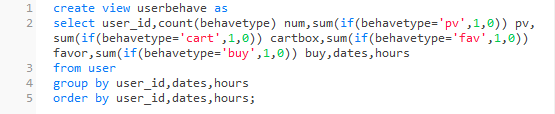 1 create view userbehave as
2 select user_id,count(behavetype) num,sum(if(behavetype='pv',1,0)) pv,
sum(if(behavetype='cart',1,0)) cartbox,sum(if(behavetype='fav',1,0))
favor,sum(if(behavetype='buy',1,0)) buy,dates,hours
3 from user
4 group by user_id,dates,hours
5 order by user_id,dates,hours;